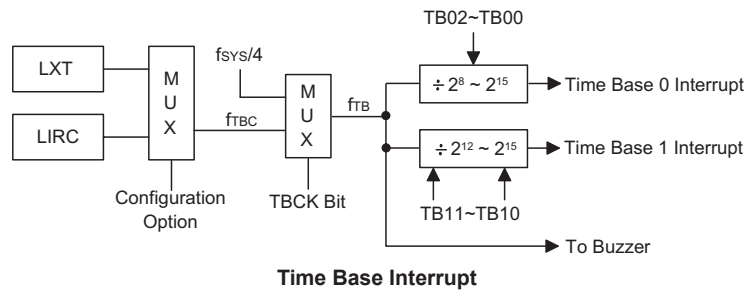 TB02~TB00
LXT
LIRC
M
U
X
fSYS/4
fTBC
M
U
X
fTB
÷ 2⁸ ~ 2¹⁵
Time Base 0 Interrupt
÷ 2¹² ~ 2¹⁵
Time Base 1 Interrupt
Configuration
Option
TBCK Bit
TB11~TB10
To Buzzer
Time Base Interrupt